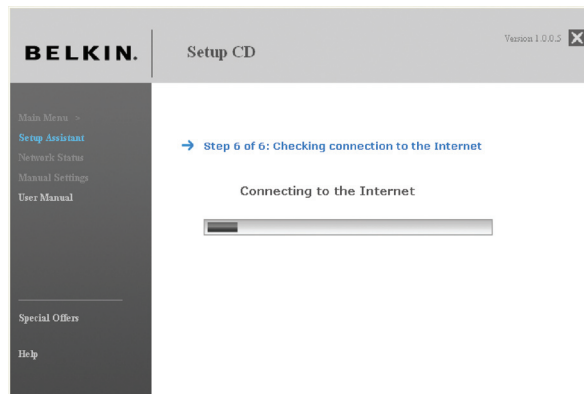 BELKIN.
Setup CD
Version 1.0.0.5
Main Menu >
Setup Assistant
Network Status
Manual Settings
User Manual
Special Offers
Help
Step 6 of 6: Checking connection to the Internet
Connecting to the Internet